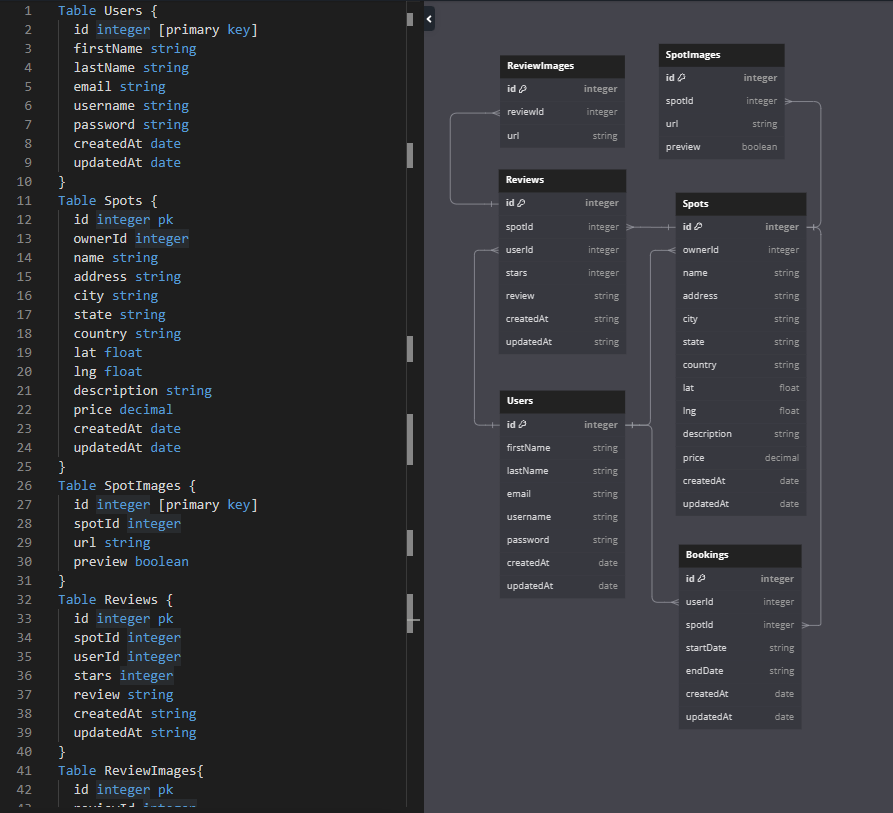 1 Table Users {
2 id integer [primary key]
3 firstName string
4 lastName string
5 email string
6 username string
7 password string
8 createdAt date
9 updatedAt date
10 }
11 Table Spots {
12 id integer pk
13 ownerId integer
14 name string
15 address string
16 city string
17 state string
18 country string
19 lat float
20 lng float
21 description string
22 price decimal
23 createdAt date
24 updatedAt date
25 }
26 Table SpotImages {
27 id integer [primary key]
28 spotId integer
29 url string
30 preview boolean
31 }
32 Table Reviews {
33 id integer pk
34 spotId integer
35 userId integer
36 stars integer
37 review string
38 createdAt string
39 updatedAt string
40 }
41 Table ReviewImages{
42 id integer pk
43 reviewId integer
ReviewImages
id integer
reviewId integer
url string
SpotImages
id integer
spotId integer
url string
preview boolean
Reviews
id integer
spotId integer
userId integer
stars integer
review string
createdAt string
updatedAt string
Spots
id integer
ownerId integer
name string
address string
city string
state string
country string
lat float
lng float
description string
price decimal
createdAt date
updatedAt date
Users
id integer
firstName string
lastName string
email string
username string
password string
createdAt date
updatedAt date
Bookings
id integer
userId integer
spotId integer
startDate string
endDate string
createdAt date
updatedAt date